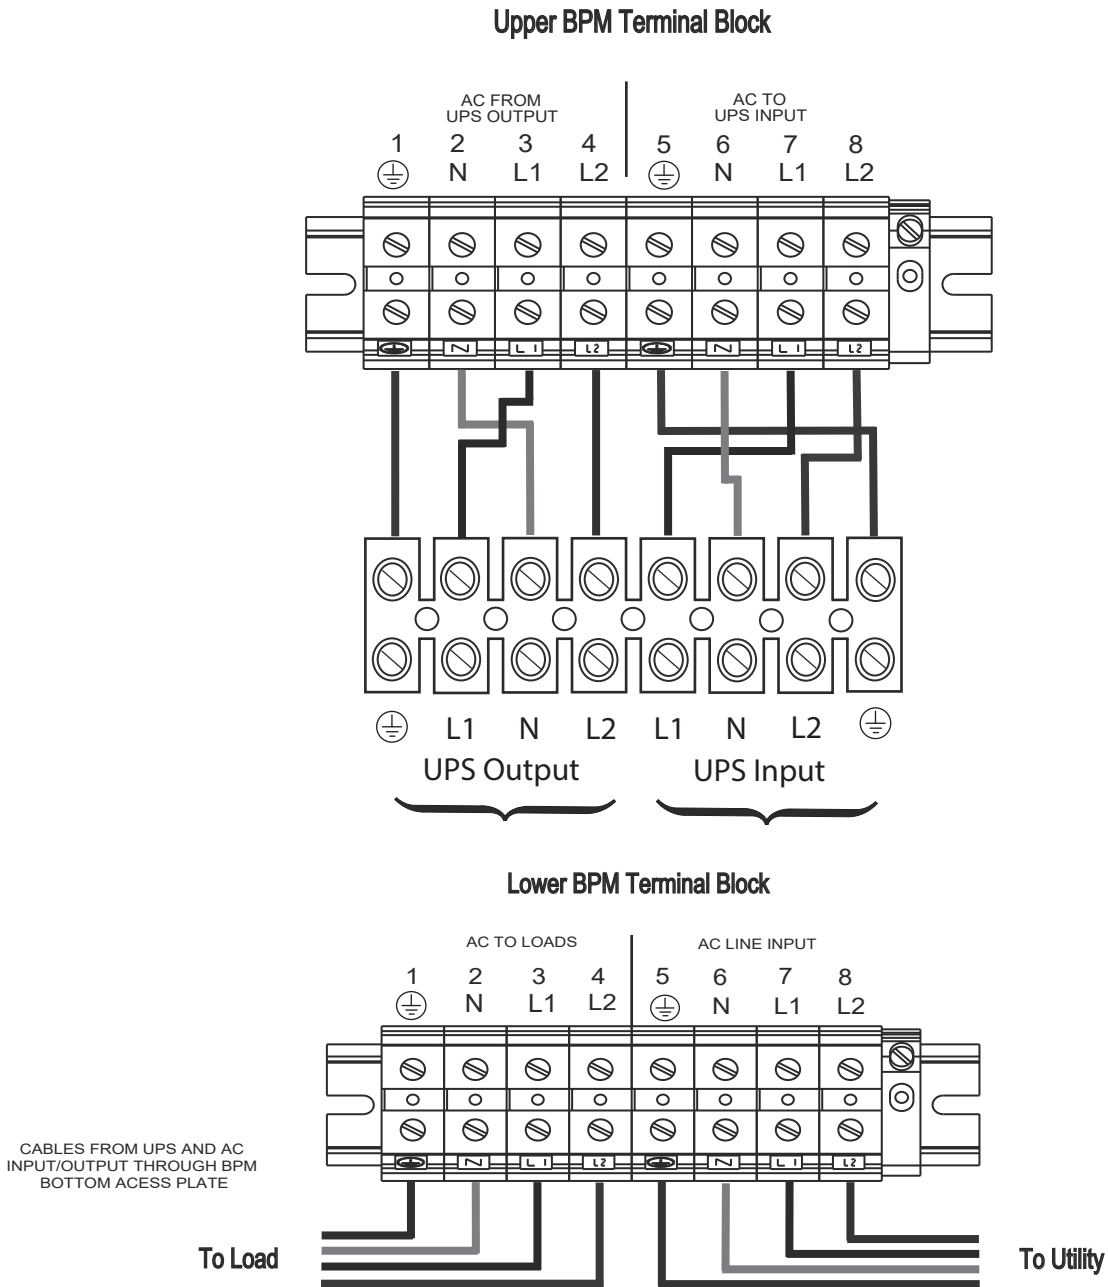 Upper BPM Terminal Block
AC FROM
UPS OUTPUT
AC TO
UPS INPUT
1 2 3 4 5 6 7 8
N L1 L2 N L1 L2
N L1 L2 N L1 L2
L1 N L2 L1 N L2
UPS Output UPS Input
Lower BPM Terminal Block
AC TO LOADS AC LINE INPUT
1 2 3 4 5 6 7 8
N L1 L2 N L1 L2
N L1 L2 N L1 L2
CABLES FROM UPS AND AC
INPUT/OUTPUT THROUGH BPM
BOTTOM ACESS PLATE
To Load To Utility